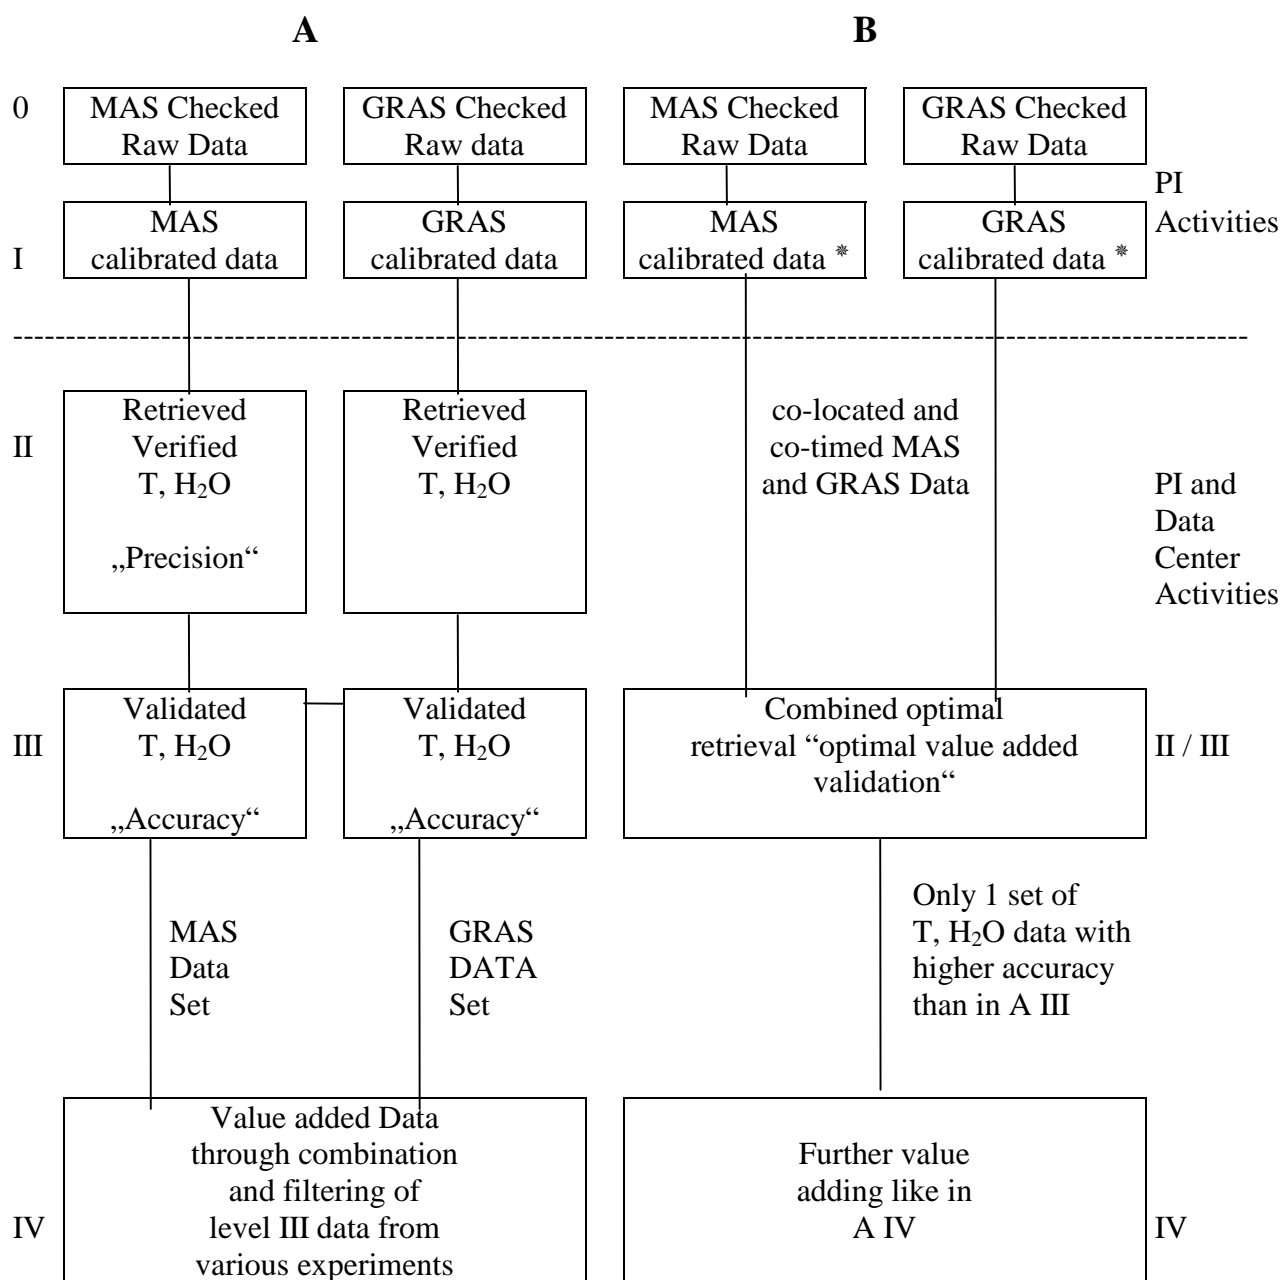 A
B
0
MAS Checked
Raw Data
GRAS Checked
Raw data
MAS Checked
Raw Data
GRAS Checked
Raw Data
PI
Activities
I
MAS
calibrated data
GRAS
calibrated data
MAS
calibrated data *
GRAS
calibrated data *
II
Retrieved
Verified
T, H₂O
„Precision“
Retrieved
Verified
T, H₂O
co-located and
co-timed MAS
and GRAS Data
PI and
Data
Center
Activities
III
Validated
T, H₂O
„Accuracy“
Validated
T, H₂O
„Accuracy“
Combined optimal
retrieval “optimal value added
validation“
II / III
MAS
Data
Set
GRAS
DATA
Set
Only 1 set of
T, H₂O data with
higher accuracy
than in A III
IV
Value added Data
through combination
and filtering of
level III data from
various experiments
Further value
adding like in
A IV
IV